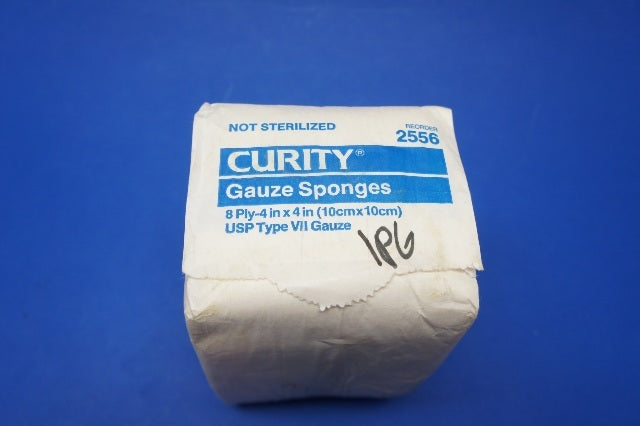 NOT STERILIZED
REORDER
2556
CURITY®
Gauze Sponges
8 Ply-4 in x 4 in (10cmx10cm)
USP Type VII Gauze
1PG